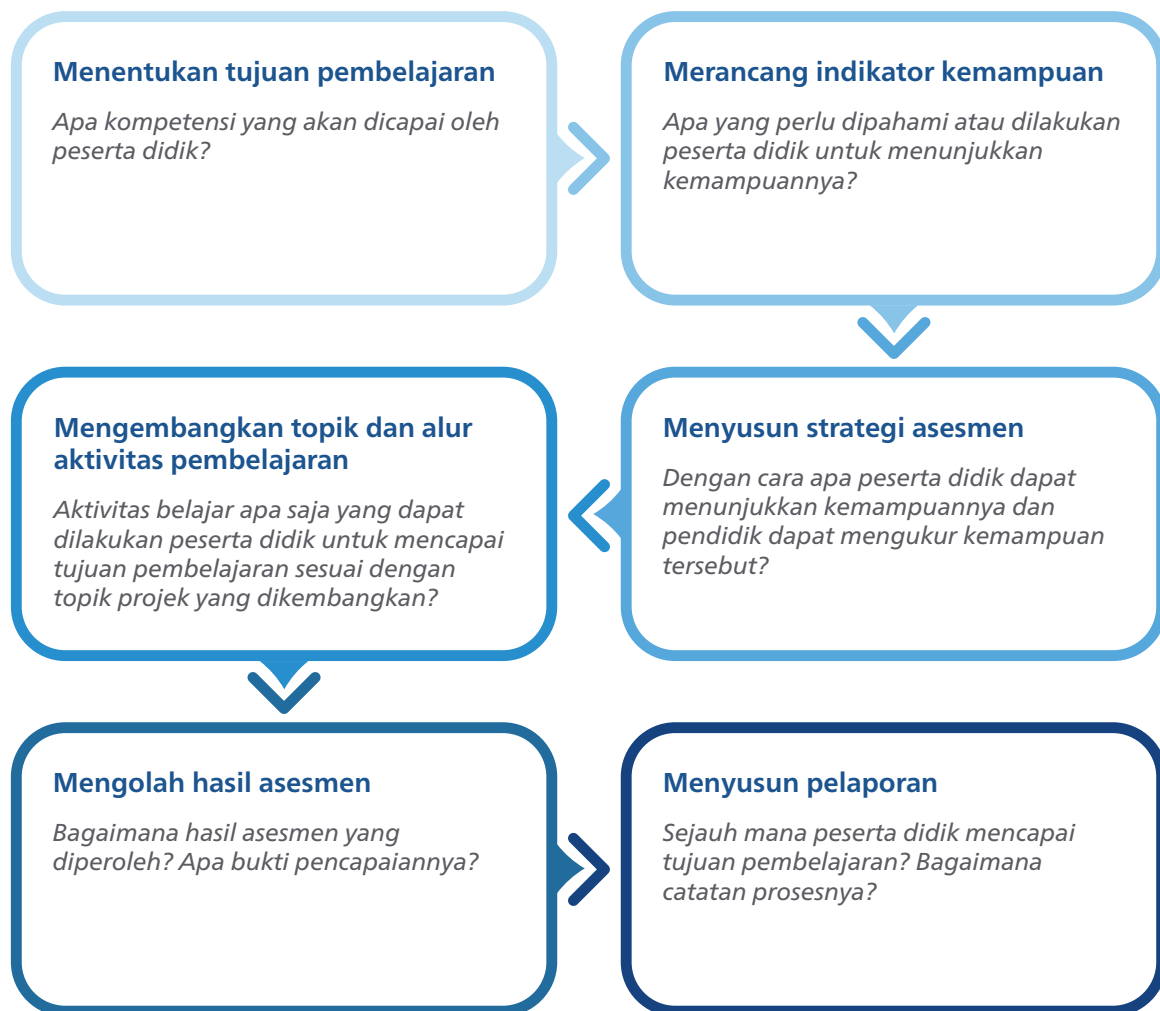 Menentukan tujuan pembelajaran
Apa kompetensi yang akan dicapai oleh
peserta didik?
Merancang indikator kemampuan
Apa yang perlu dipahami atau dilakukan
peserta didik untuk menunjukkan
kemampuannya?
Menyusun strategi asesmen
Dengan cara apa peserta didik dapat
menunjukkan kemampuannya dan
pendidik dapat mengukur kemampuan
tersebut?
Mengembangkan topik dan alur
aktivitas pembelajaran
Aktivitas belajar apa saja yang dapat
dilakukan peserta didik untuk mencapai
tujuan pembelajaran sesuai dengan
topik projek yang dikembangkan?
Mengolah hasil asesmen
Bagaimana hasil asesmen yang
diperoleh? Apa bukti pencapaiannya?
Menyusun pelaporan
Sejauh mana peserta didik mencapai
tujuan pembelajaran? Bagaimana
catatan prosesnya?